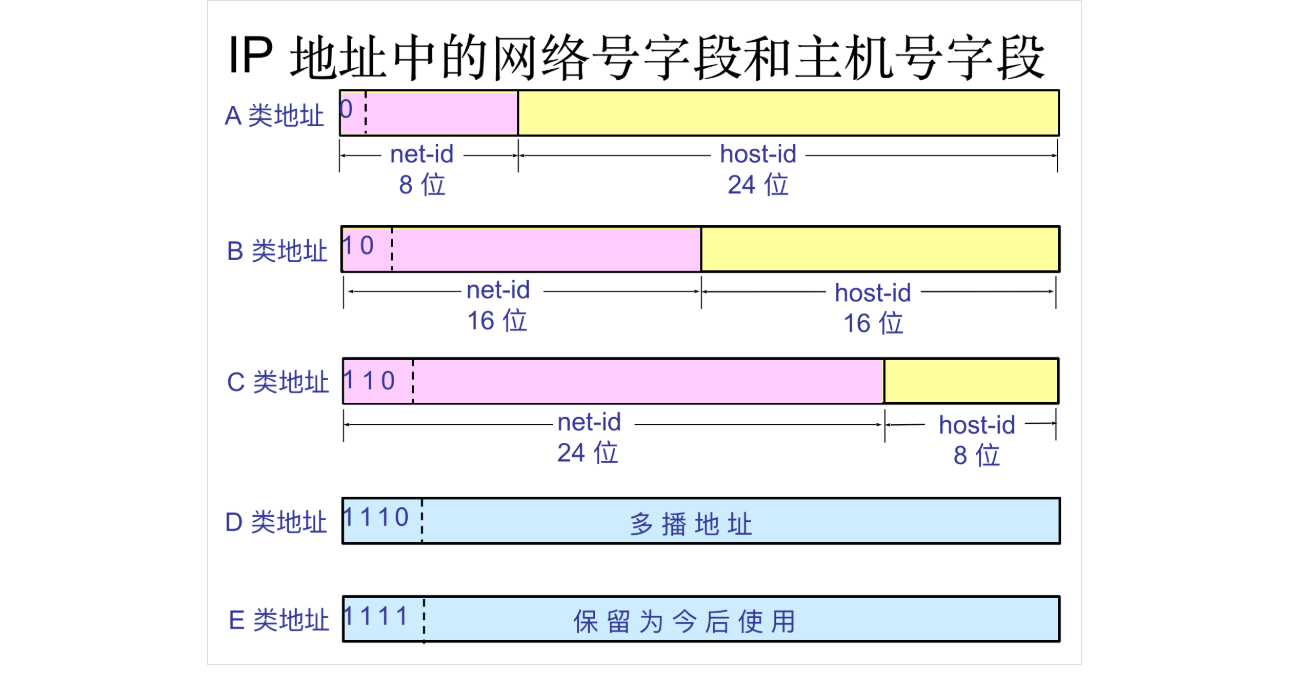 IP 地址中的网络号字段和主机号字段
A 类地址
0
net-id
8 位
host-id
24 位
B 类地址
1 0
net-id
16 位
host-id
16 位
C 类地址
1 1 0
net-id
24 位
host-id
8 位
D 类地址
1 1 1 0
多 播 地 址
E 类地址
1 1 1 1
保 留 为 今 后 使 用